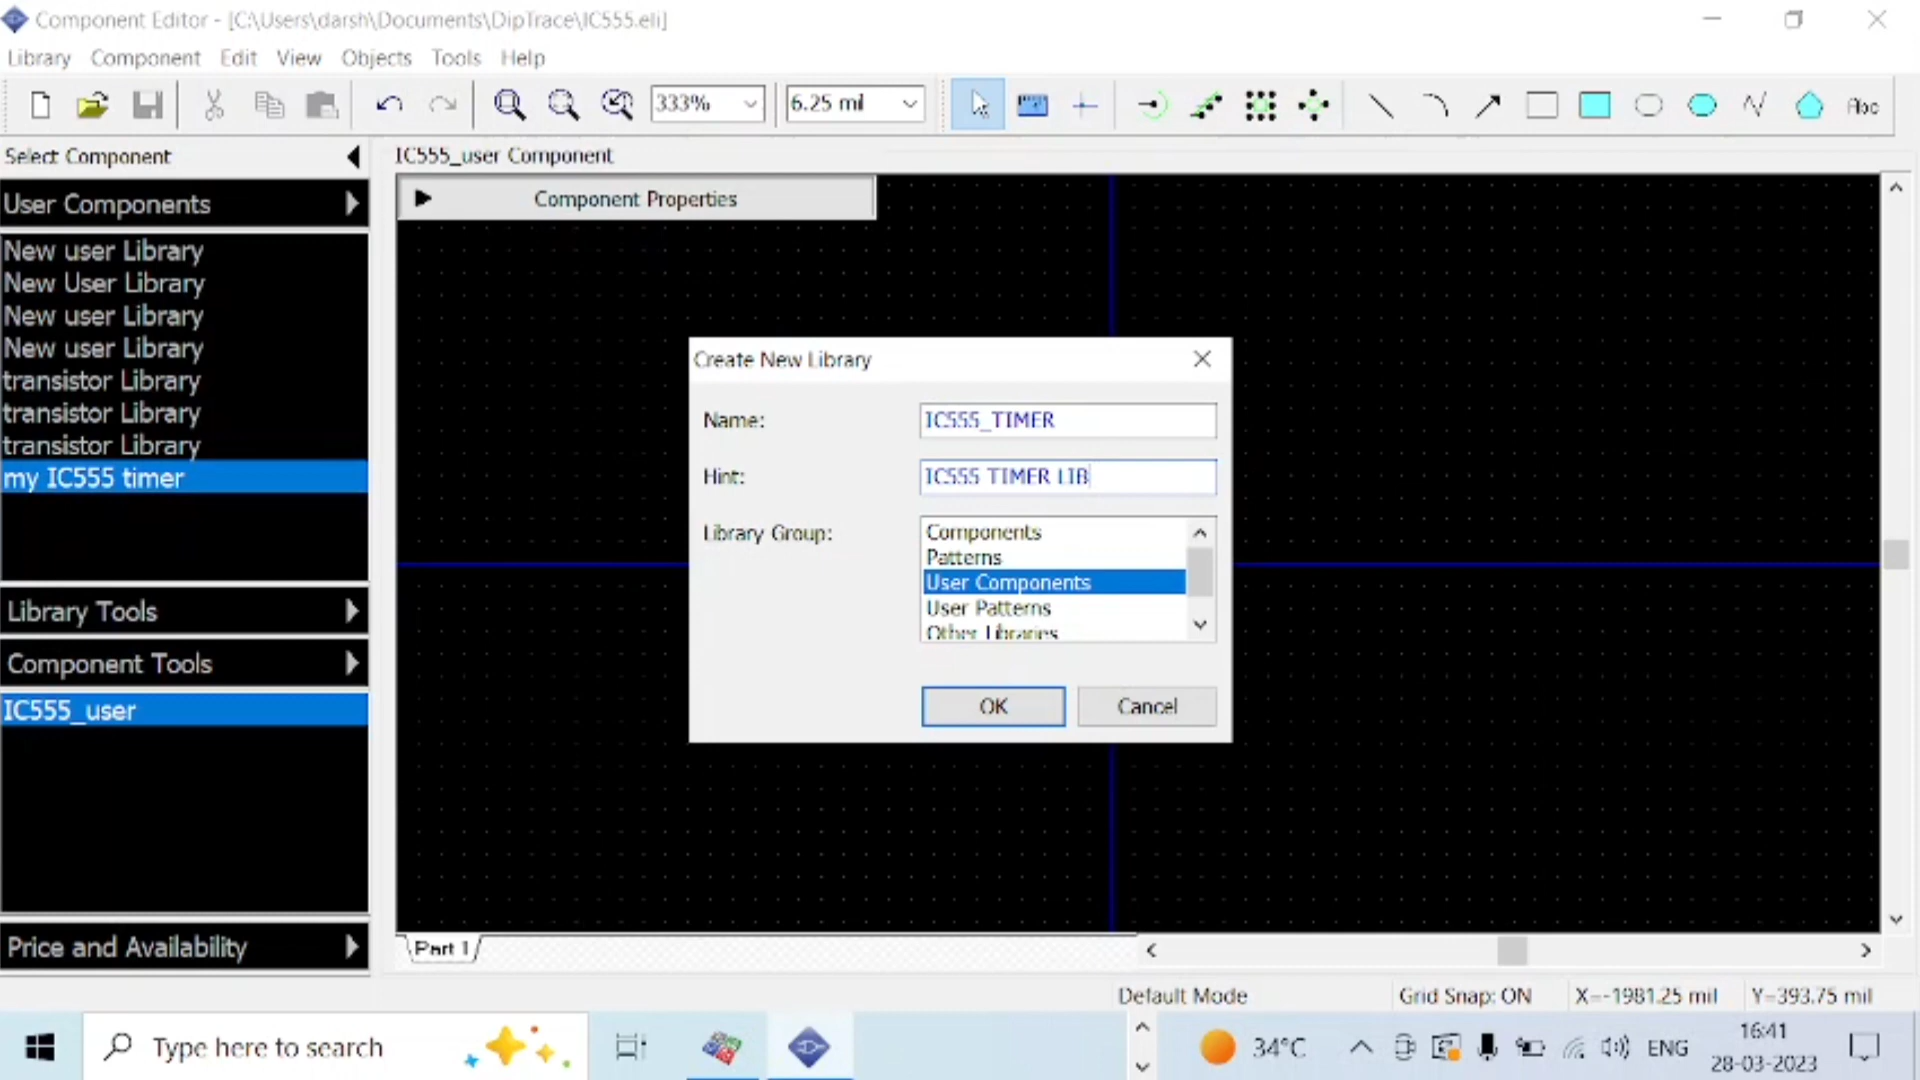 Component Editor - [C:\Users\darsh\Documents\DipTrace\IC555.eli]
Library Component Edit View Objects Tools Help
333% 6.25 mil Abc
Select Component
IC555_user Component
User Components
Component Properties
New user Library
New User Library
New user Library
New user Library
transistor Library
transistor Library
transistor Library
my IC555 timer
Create New Library
Name: IC555_TIMER
Hint: IC555 TIMER LIB
Library Group:
Components
Patterns
User Components
User Patterns
Other Libraries
OK Cancel
Library Tools
Component Tools
IC555_user
Price and Availability
Part 1
Default Mode Grid Snap: ON X=-1981.25 mil Y=393.75 mil
Type here to search
34°C ENG
16:41
28-03-2023